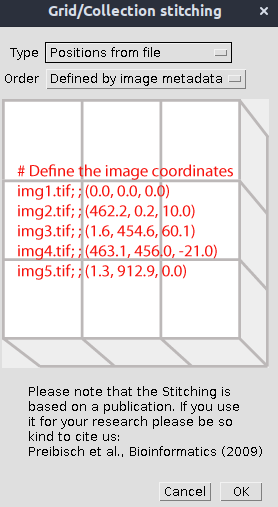 Grid/Collection stitching
Type Positions from file
Order Defined by image metadata
# Define the image coordinates
img1.tif; ; (0.0, 0.0, 0.0)
img2.tif; ; (462.2, 0.2, 10.0)
img3.tif; ; (1.6, 454.6, 60.1)
img4.tif; ; (463.1, 456.0, -21.0)
img5.tif; ; (1.3, 912.9, 0.0)
Please note that the Stitching is
based on a publication. If you use
it for your research please be so
kind to cite us:
Preibisch et al., Bioinformatics (2009)
Cancel OK